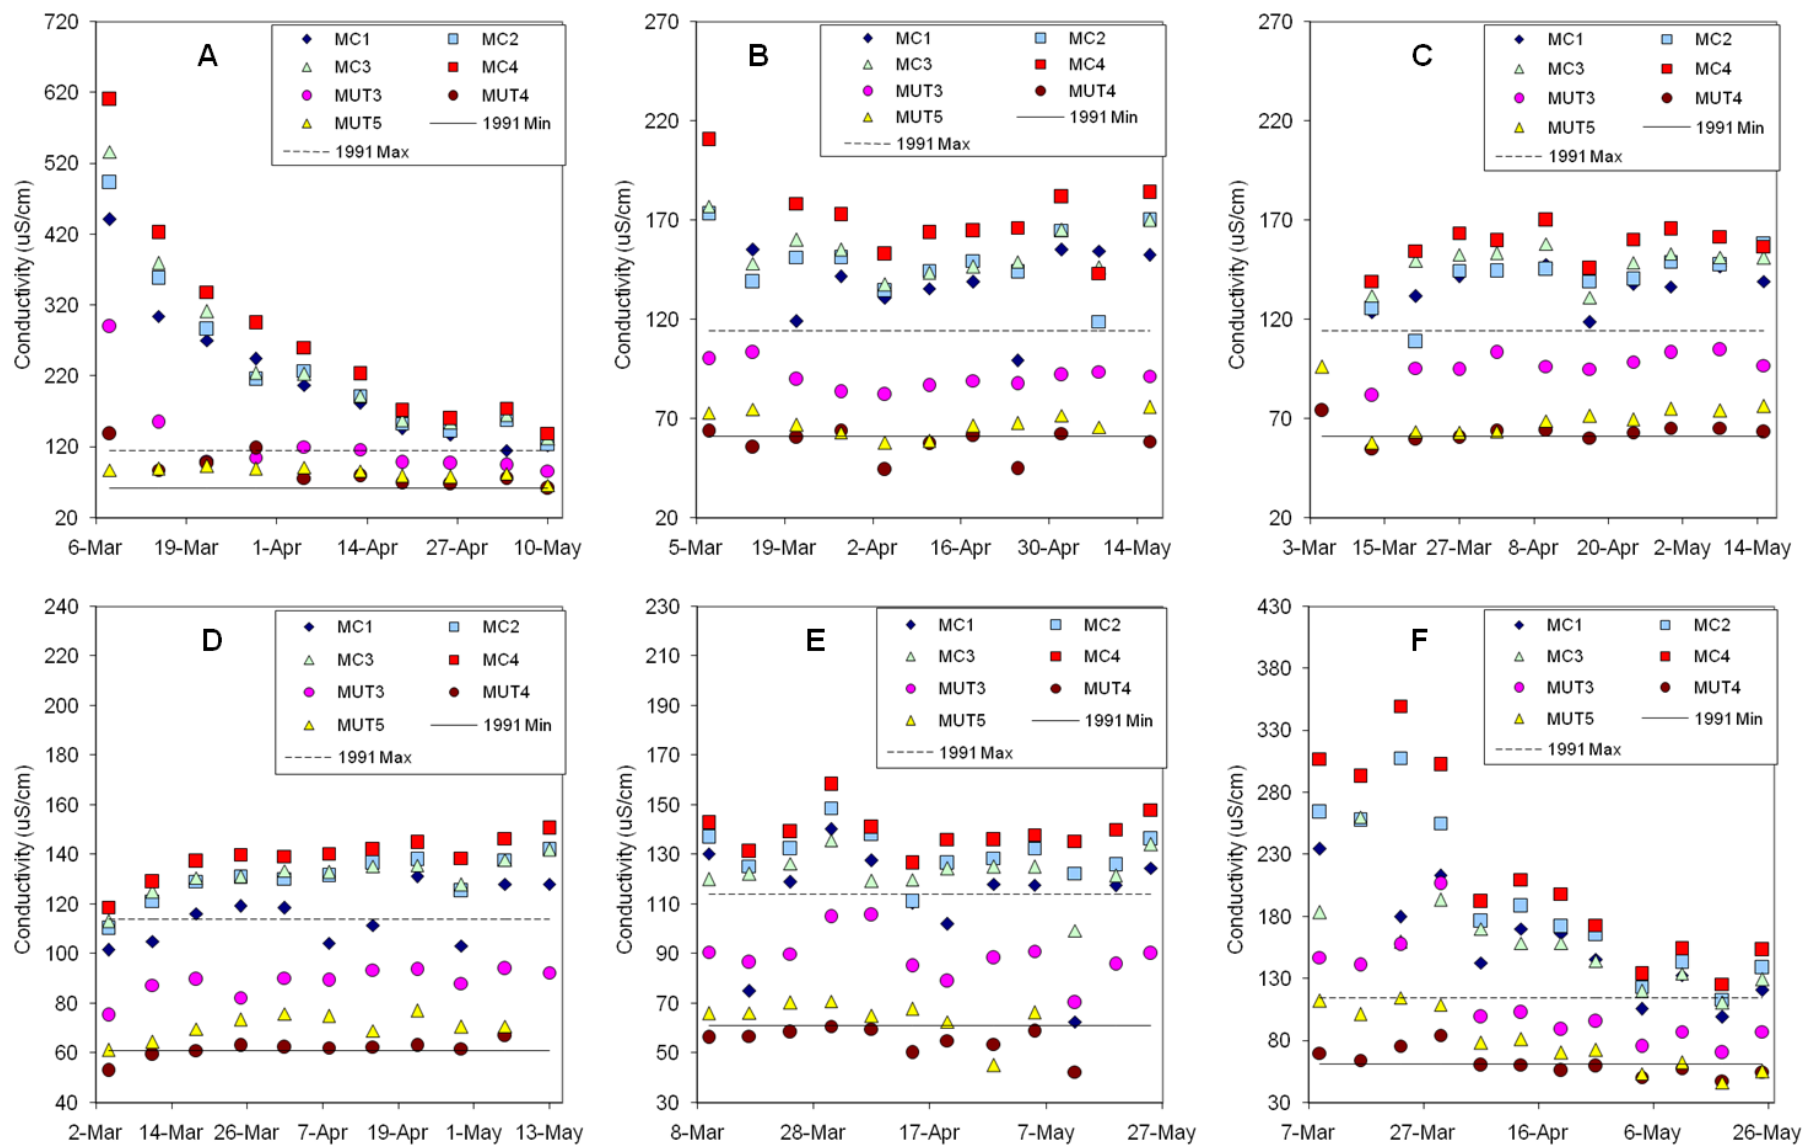 A
MC1 MC2
MC3 MC4
MUT3 MUT4
MUT5 1991 Min
1991 Max
Conductivity (uS/cm)
720
620
520
420
320
220
120
20
6-Mar 19-Mar 1-Apr 14-Apr 27-Apr 10-May
B
MC1 MC2
MC3 MC4
MUT3 MUT4
MUT5 1991 Min
1991 Max
Conductivity (uS/cm)
270
220
170
120
70
20
5-Mar 19-Mar 2-Apr 16-Apr 30-Apr 14-May
C
MC1 MC2
MC3 MC4
MUT3 MUT4
MUT5 1991 Min
1991 Max
Conductivity (uS/cm)
270
220
170
120
70
20
3-Mar 15-Mar 27-Mar 8-Apr 20-Apr 2-May 14-May
D
MC1 MC2
MC3 MC4
MUT3 MUT4
MUT5 1991 Min
1991 Max
Conductivity (uS/cm)
240
220
200
180
160
140
120
100
80
60
40
2-Mar 14-Mar 26-Mar 7-Apr 19-Apr 1-May 13-May
E
MC1 MC2
MC3 MC4
MUT3 MUT4
MUT5 1991 Min
1991 Max
Conductivity (uS/cm)
230
210
190
170
150
130
110
90
70
50
30
8-Mar 28-Mar 17-Apr 7-May 27-May
F
MC1 MC2
MC3 MC4
MUT3 MUT4
MUT5 1991 Min
1991 Max
Conductivity (uS/cm)
430
380
330
280
230
180
130
80
30
7-Mar 27-Mar 16-Apr 6-May 26-May